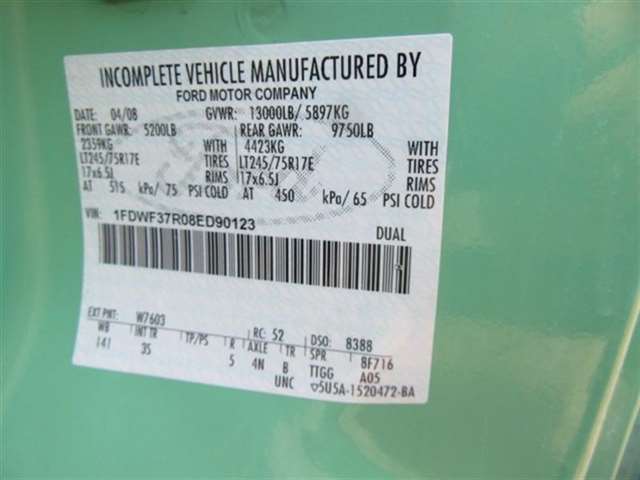 INCOMPLETE VEHICLE MANUFACTURED BY
FORD MOTOR COMPANY
DATE: 04/08 GVWR: 13000LB/ 5897KG
FRONT GAWR: 5200LB REAR GAWR: 9750LB
2359KG WITH 4423KG WITH
LT245/75R17E TIRES LT245/75R17E TIRES
17x6.5J RIMS 17x6.5J RIMS
AT 515 kPa/ 75 PSI COLD AT 450 kPa/ 65 PSI COLD
VIN: 1FDWF37R08ED90123
DUAL
EXT PNT: W7603 RC: 52 DSO: 8388
WB INT TR TP/PS R AXLE TR SPR 8F716
141 35 5 4N B TTGG A05
UNC ▽5U5A-1520472-BA